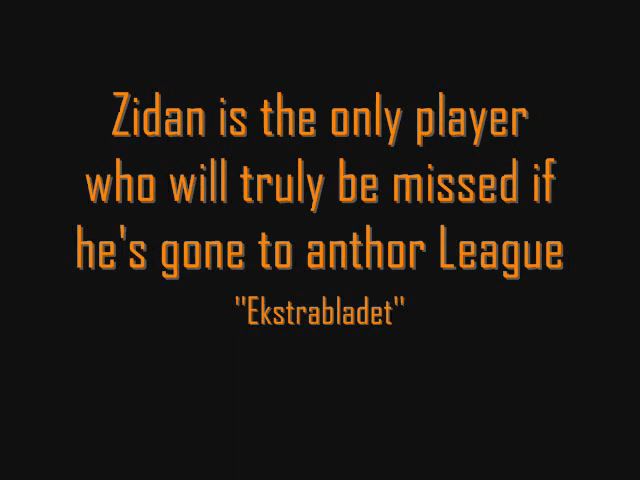 Zidan is the only player
who will truly be missed if
he's gone to anthor League
"Ekstrabladet"